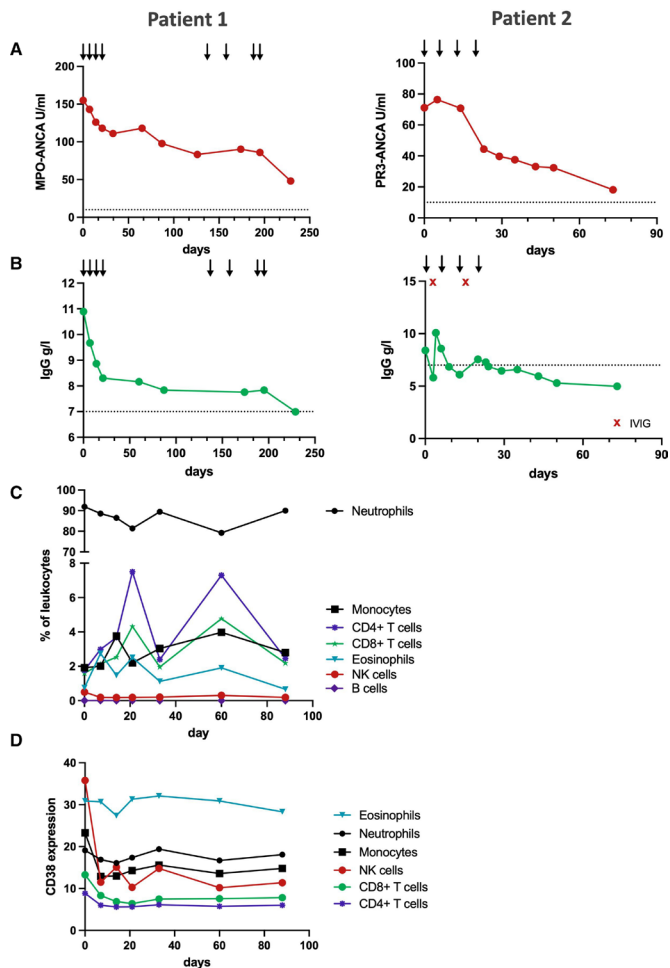 Patient 1
Patient 2
A
MPO-ANCA U/ml
200
150
100
50
0
0 50 100 150 200 250
days
PR3-ANCA U/ml
100
80
60
40
20
0
0 30 60 90
days
B
IgG g/l
12
11
10
9
8
7
6
0 50 100 150 200 250
days
IgG g/l
15
10
5
0
0 30 60 90
x x
x IVIG
days
C
% of leukocytes
100
90
80
70
8
6
4
2
0
0 20 40 60 80 100
day
Neutrophils
Monocytes
CD4+ T cells
CD8+ T cells
Eosinophils
NK cells
B cells
D
CD38 expression
40
30
20
10
0
0 20 40 60 80 100
days
Eosinophils
Neutrophils
Monocytes
NK cells
CD8+ T cells
CD4+ T cells